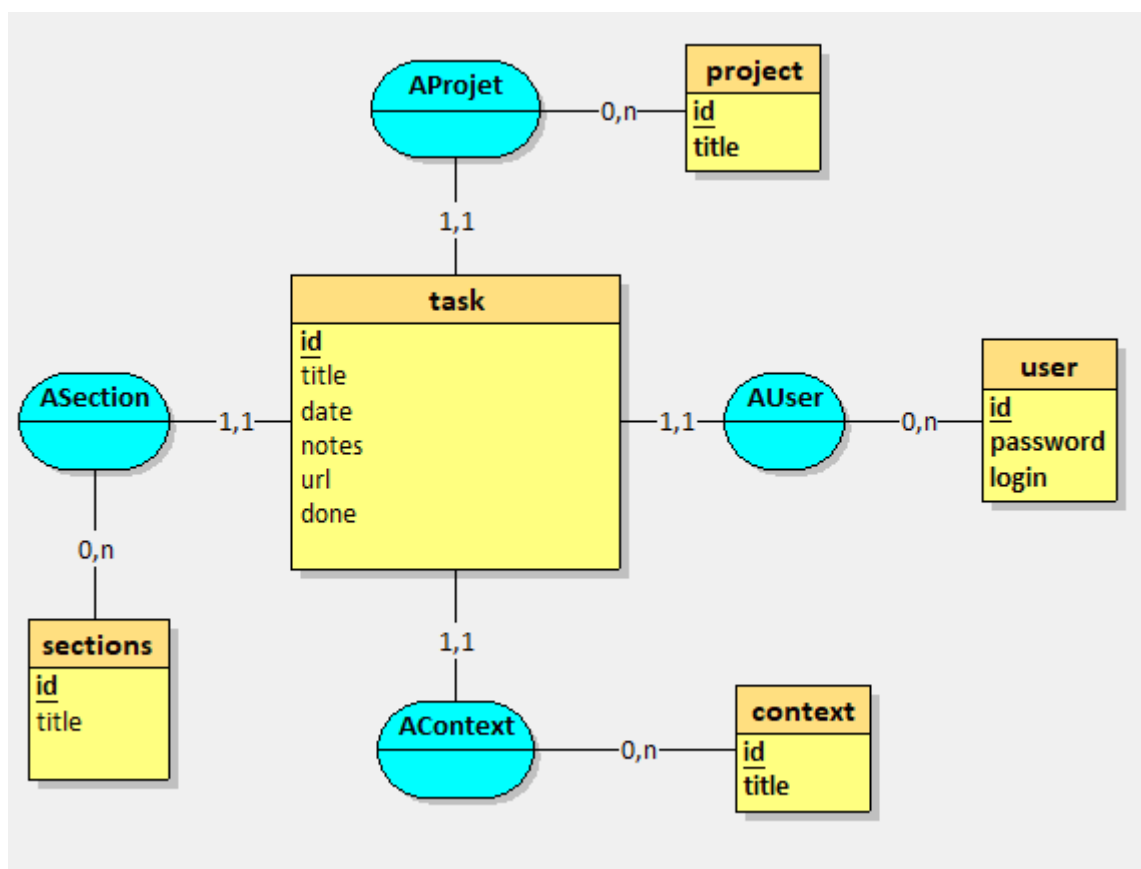 AProjet
0,n
project
id
title
1,1
task
id
title
date
notes
url
done
ASection
1,1
1,1
AUser
0,n
user
id
password
login
0,n
sections
id
title
1,1
AContext
0,n
context
id
title